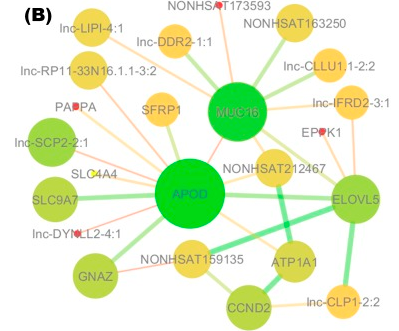 (B)
NONHSAT173593
lnc-LIPI-4:1
NONHSAT163250
lnc-DDR2-1:1
lnc-RP11-33N16.1.1-3:2
lnc-CLLU1.1-2:2
PAPPA
SFRP1
MUC15
lnc-IFRD2-3:1
EPPK1
lnc-SCP2-2:1
SLC4A4
NONHSAT212467
SLC9A7
APOD
ELOVL5
lnc-DYNLL2-4:1
GNAZ
NONHSAT159135
ATP1A1
CCND2
lnc-CLP1-2:2